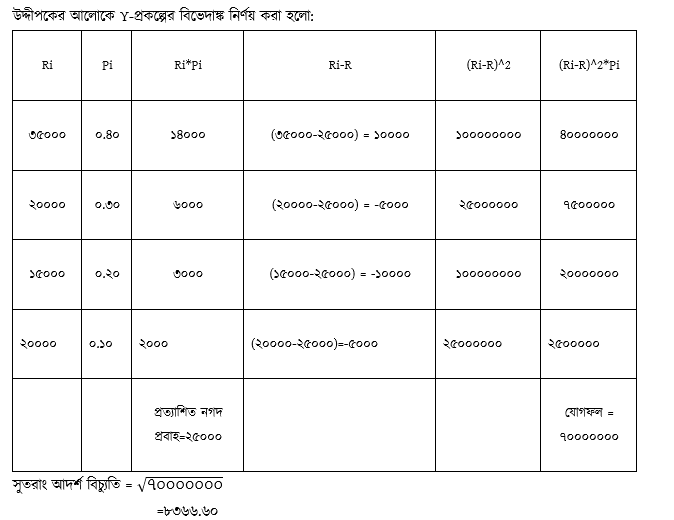 উদ্দীপকের আলোকে Y-প্রকল্পের বিভেদাঙ্ক নির্ণয় করা হলো:
Ri Pi Ri*Pi Ri-R (Ri-R)^2 (Ri-R)^2*Pi
৩৫০০০ ০.৪০ ১৪০০০ (৩৫০০০-২৫০০০) = ১০০০০ ১০০০০০০০০ ৪০০০০০০০
২০০০০ ০.৩০ ৬০০০ (২০০০০-২৫০০০) = -৫০০০ ২৫০০০০০০ ৭৫০০০০০
১৫০০০ ০.২০ ৩০০০ (১৫০০০-২৫০০০) = -১০০০০ ১০০০০০০০০ ২০০০০০০০
২০০০০ ০.১০ ২০০০ (২০০০০-২৫০০০)=-৫০০০ ২৫০০০০০০ ২৫০০০০০
প্রত্যাশিত নগদ যোগফল =
প্রবাহ=২৫০০০ ৭০০০০০০০
সুতরাং আদর্শ বিচ্যুতি = √৭০০০০০০০
=৮৩৬৬.৬০